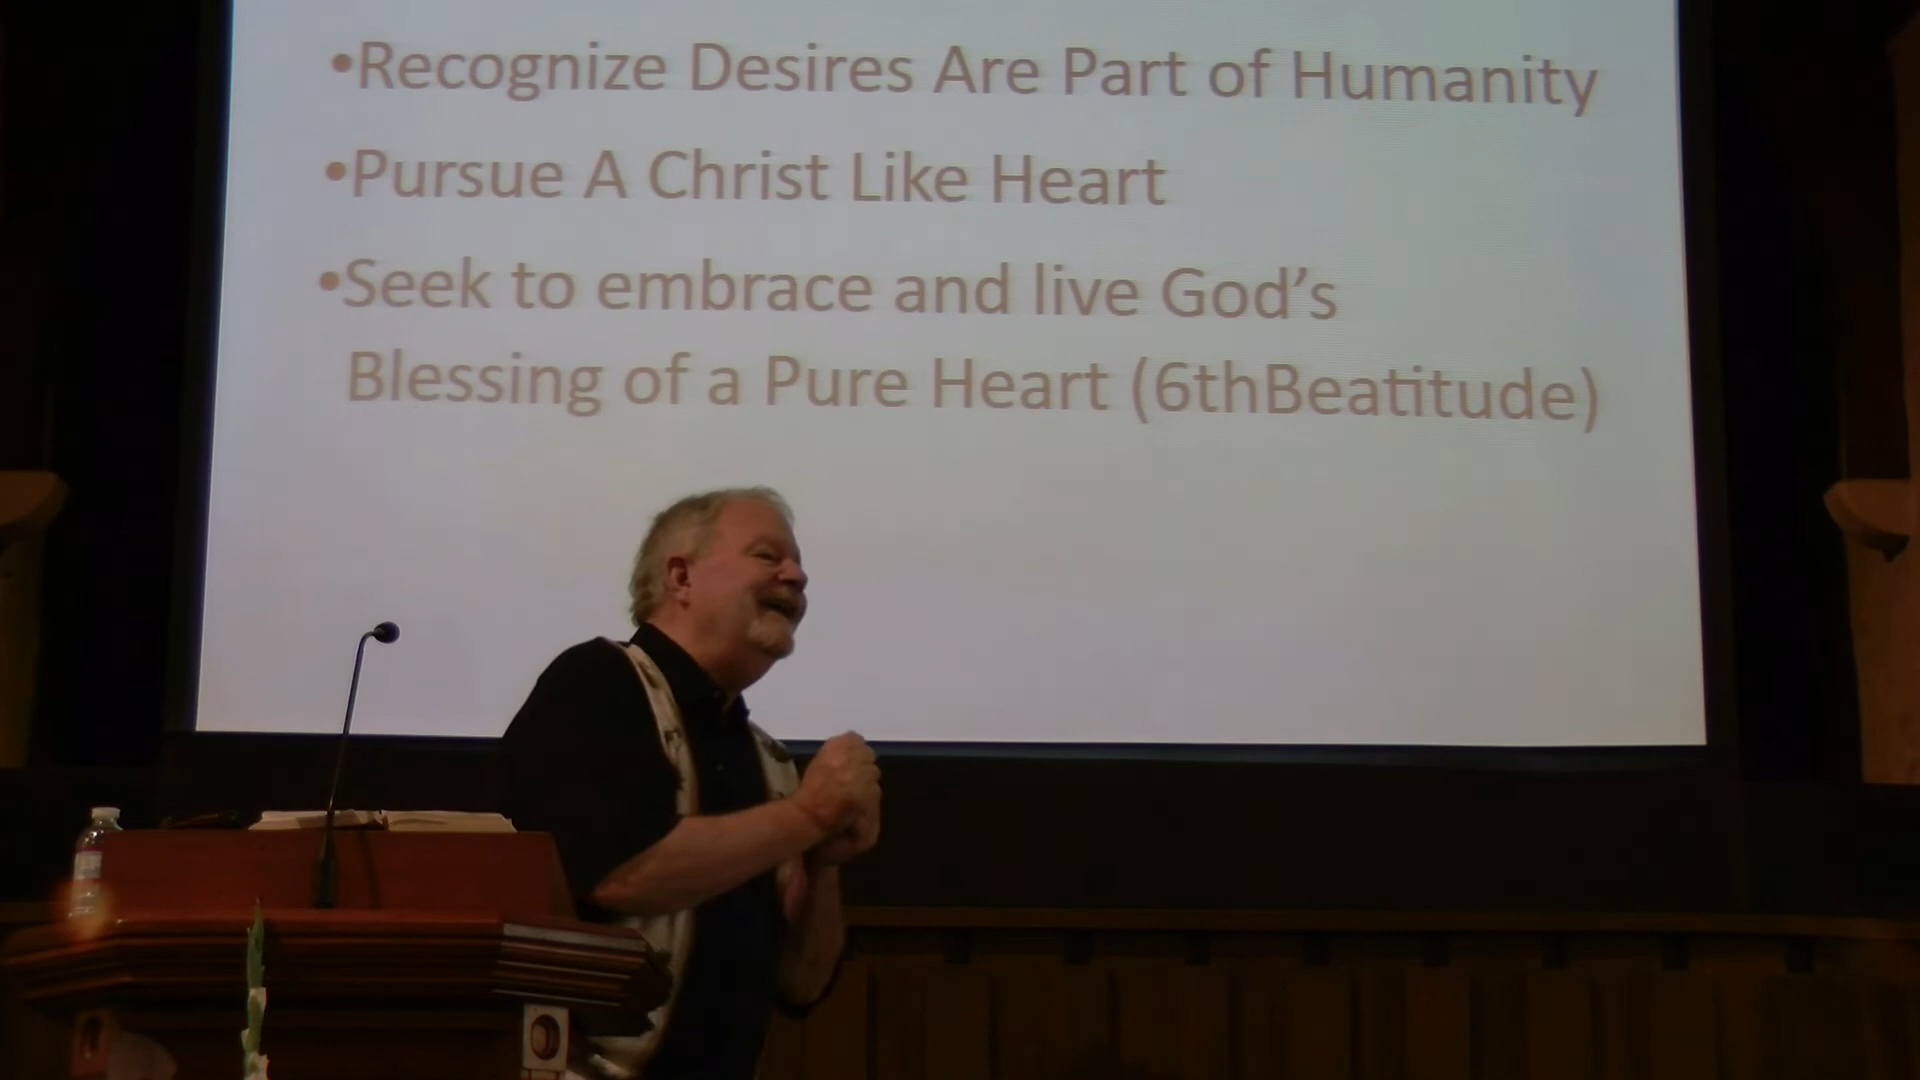 •Recognize Desires Are Part of Humanity
•Pursue A Christ Like Heart
•Seek to embrace and live God’s
Blessing of a Pure Heart (6thBeatitude)